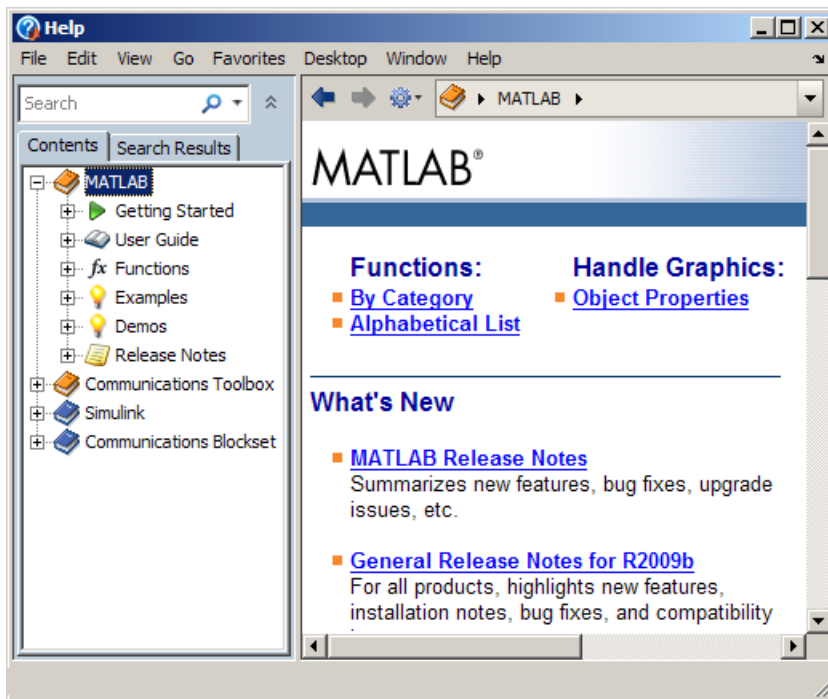 Help
File Edit View Go Favorites Desktop Window Help
Search
MATLAB
Contents Search Results
MATLAB
Getting Started
User Guide
fx Functions
Examples
Demos
Release Notes
Communications Toolbox
Simulink
Communications Blockset
MATLAB®
Functions: Handle Graphics:
By Category Object Properties
Alphabetical List
What's New
MATLAB Release Notes
Summarizes new features, bug fixes, upgrade
issues, etc.
General Release Notes for R2009b
For all products, highlights new features,
installation notes, bug fixes, and compatibility